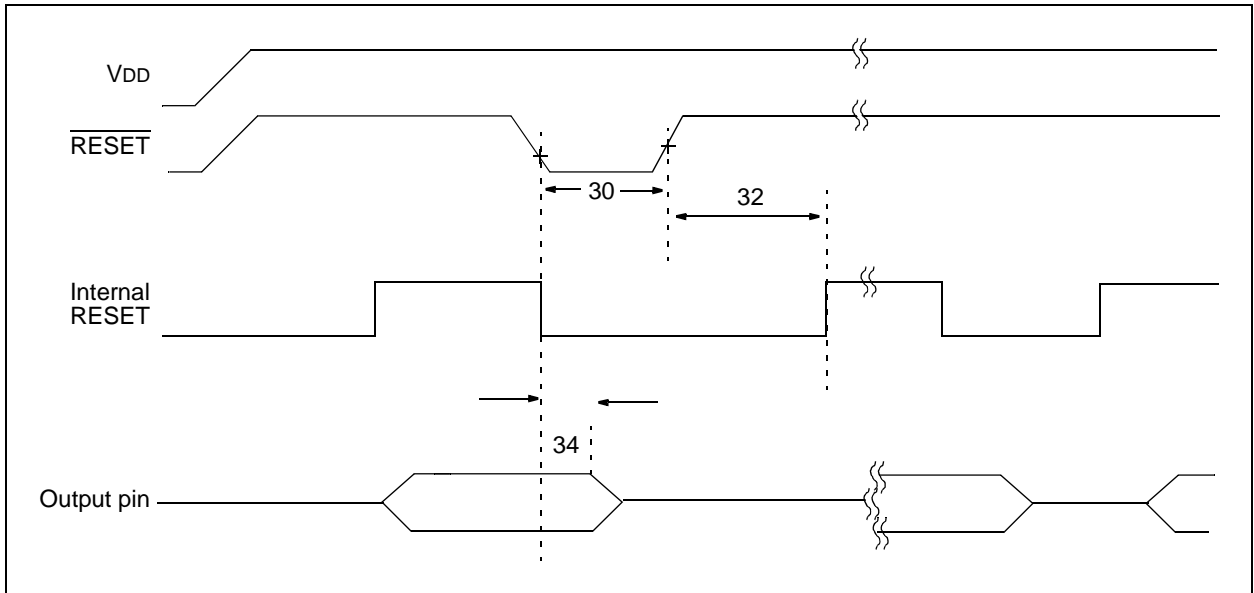 VDD
RESET
30
32
Internal
RESET
34
Output pin